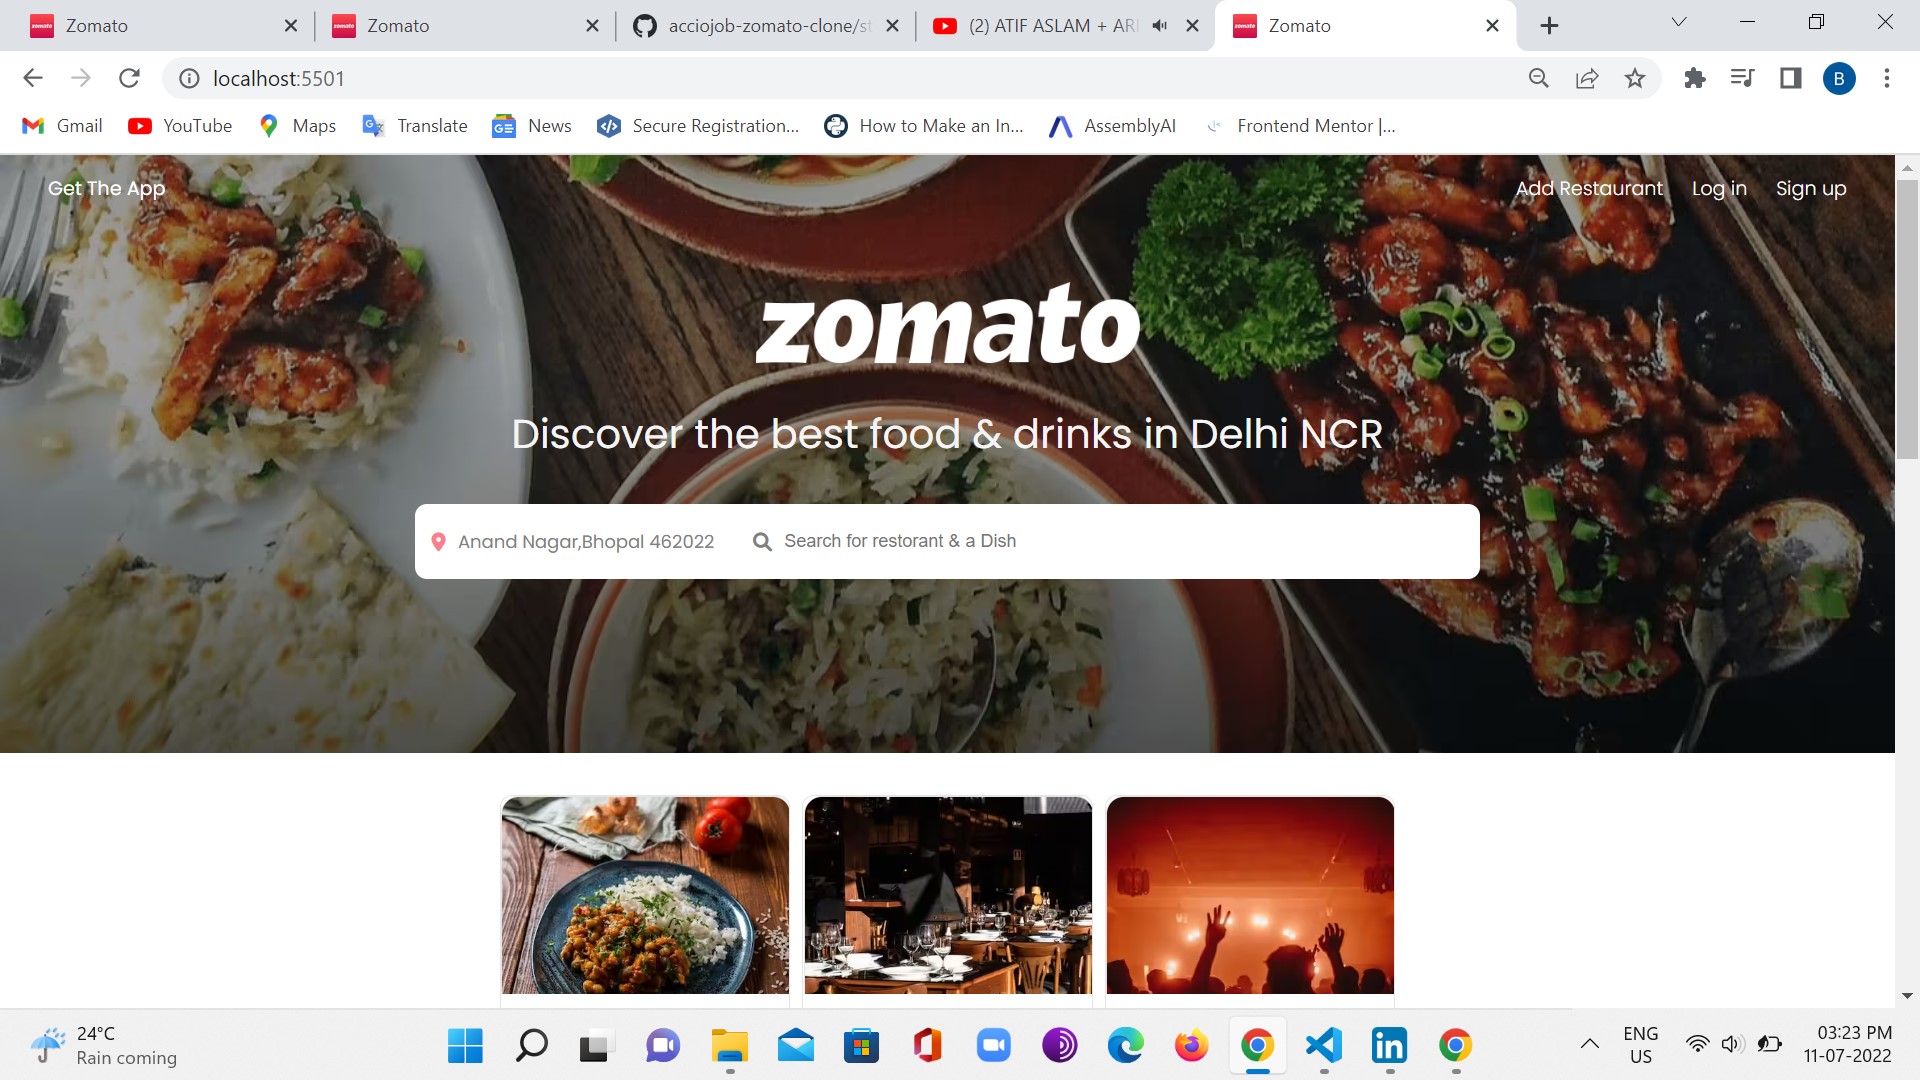 Zomato
Zomato
acciojob-zomato-clone/st
(2) ATIF ASLAM + ARI
Zomato
localhost:5501
B
Gmail
YouTube
Maps
Translate
News
Secure Registration...
How to Make an In...
AssemblyAI
Frontend Mentor |...
Get The App
Add Restaurant
Log in
Sign up
zomato
Discover the best food & drinks in Delhi NCR
Anand Nagar,Bhopal 462022
Search for restorant & a Dish
24°C
Rain coming
ENG
US
03:23 PM
11-07-2022